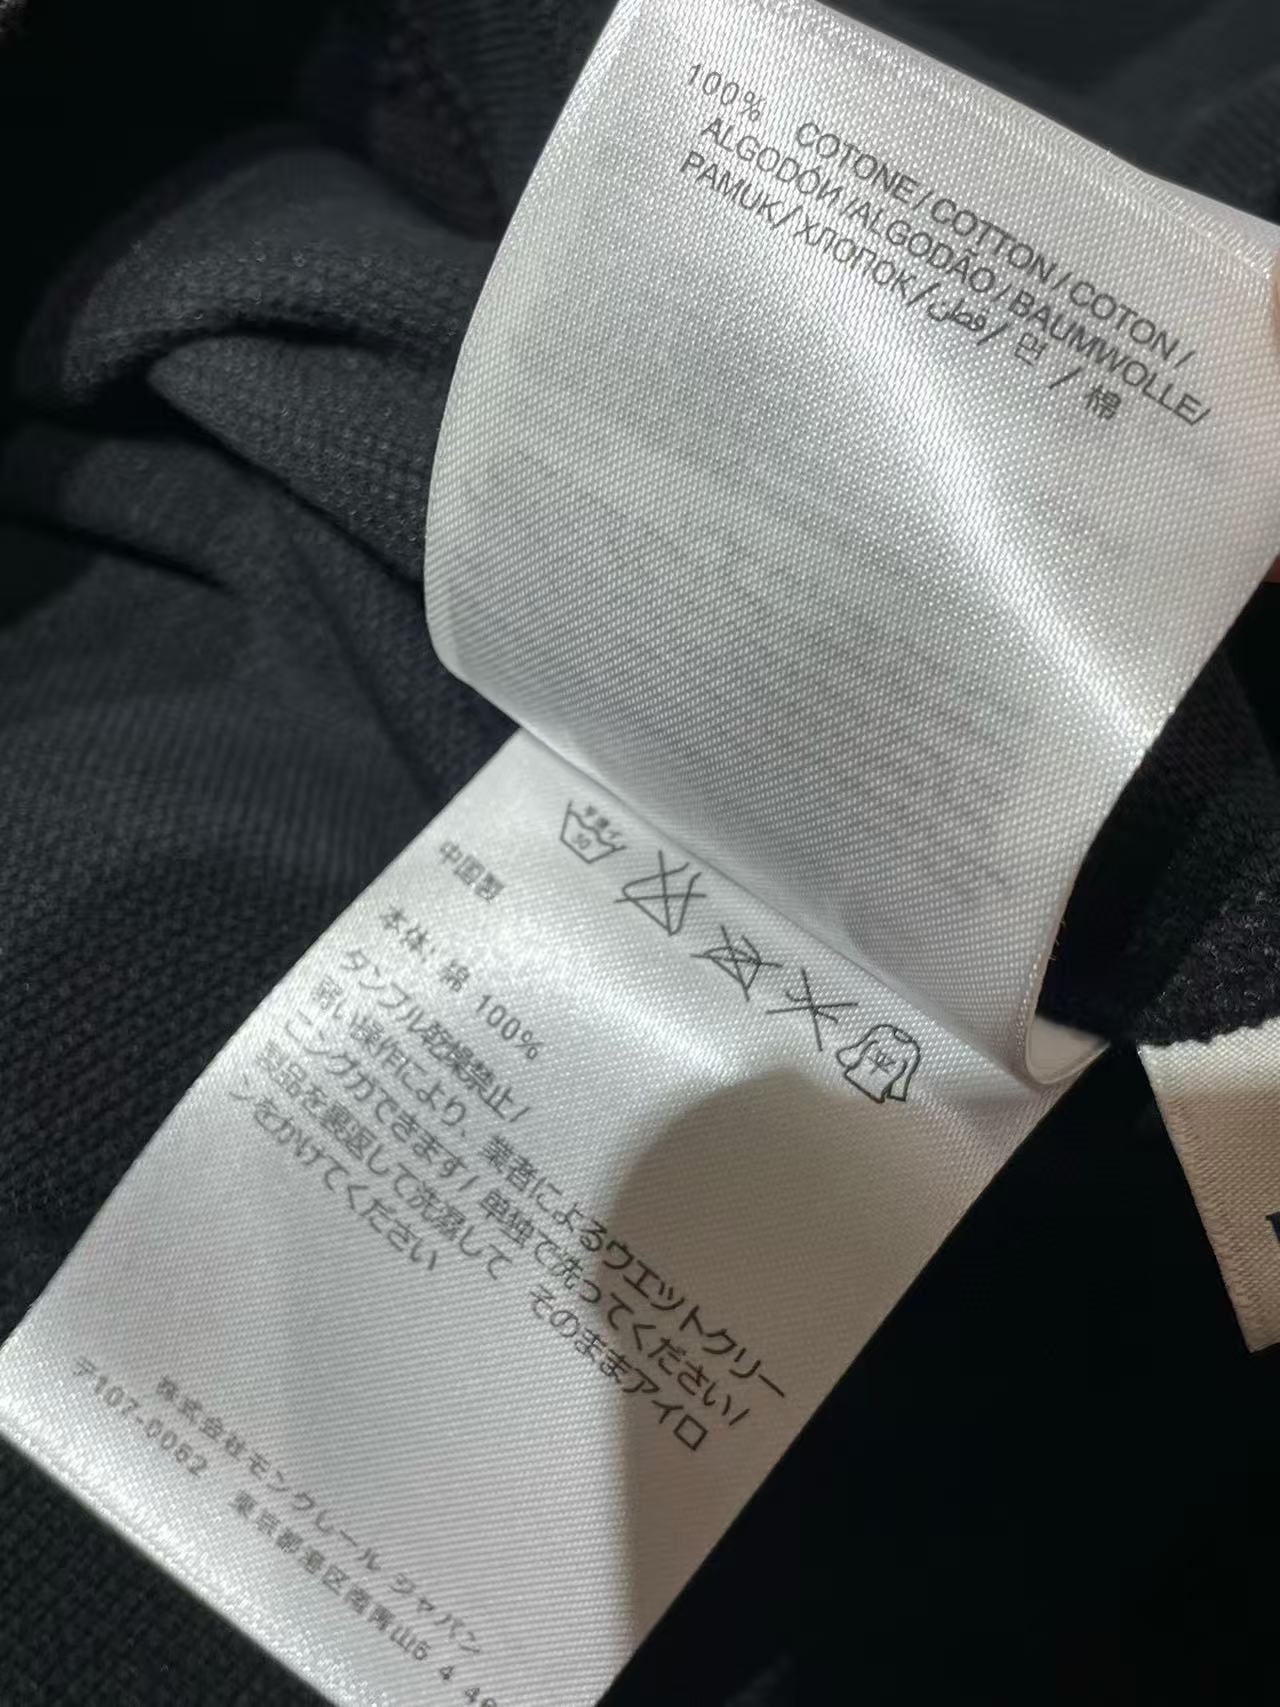 100% COTONE/COTTON/COTON/
ALGODÓN/ALGODÃO/BAUMWOLLE/
PAMUK/ХЛОПОК/قطن/면/棉
手洗イ
30
中国製
本体: 綿 100%
タンブル乾燥禁止/
弱い操作により、業者によるウエットクリー
ニングができます/単独で洗ってください/
製品を裏返して洗濯して そのままアイロ
ンをかけてください
株式会社モンクレール ジャパン
〒107-0062 東京都港区南青山5 4